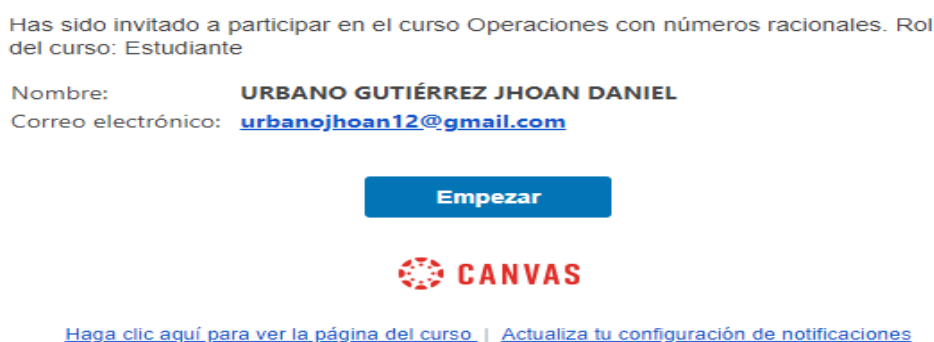 Has sido invitado a participar en el curso Operaciones con números racionales. Rol
del curso: Estudiante
Nombre: URBANO GUTIÉRREZ JHOAN DANIEL
Correo electrónico: urbanojhoan12@gmail.com
Empezar
CANVAS
Haga clic aquí para ver la página del curso | Actualiza tu configuración de notificaciones